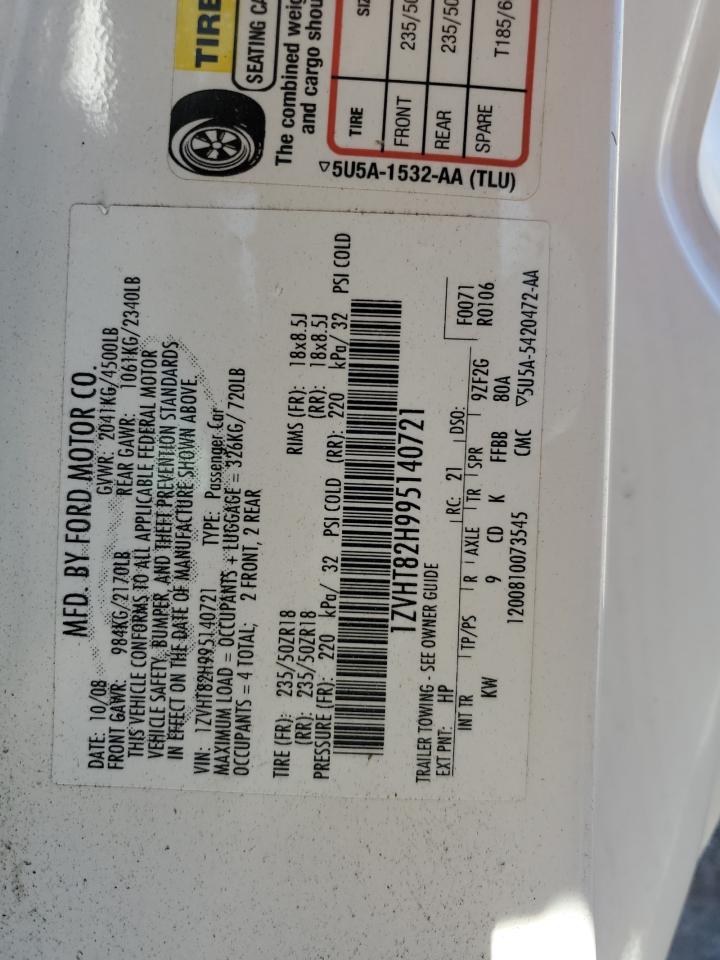 MFD. BY FORD MOTOR CO.
DATE: 10/08 GVWR: 2041KG/4500LB
FRONT GAWR: 984KG/2170LB REAR GAWR: 1061KG/2340LB
THIS VEHICLE CONFORMS TO ALL APPLICABLE FEDERAL MOTOR
VEHICLE SAFETY, BUMPER, AND THEFT PREVENTION STANDARDS
IN EFFECT ON THE DATE OF MANUFACTURE SHOWN ABOVE.
VIN: 1ZVHT82H995140721 TYPE: Passenger Car
MAXIMUM LOAD = OCCUPANTS + LUGGAGE = 326KG/ 720LB
OCCUPANTS = 4 TOTAL; 2 FRONT, 2 REAR
TIRE (FR): 235/50ZR18 RIMS (FR): 18x8.5J
(RR): 235/50ZR18 (RR): 18x8.5J
PRESSURE (FR): 220 kPa/ 32 PSI COLD (RR): 220 kPa/ 32 PSI COLD
1ZVHT82H995140721
TRAILER TOWING - SEE OWNER GUIDE
EXT PNT: HP RC: 21 DSO: F0071
INT TR TP/PS R AXLE TR SPR 9ZF2G R0106
KW 9 CD K FFBB 80A
1200810073545 CMC ▽5U5A-5420472-AA
TIRE
SEATING
The combined
and cargo
TIRE
FRONT 235/50
REAR 235/50
SPARE
▽5U5A-1532-AA (TLU)